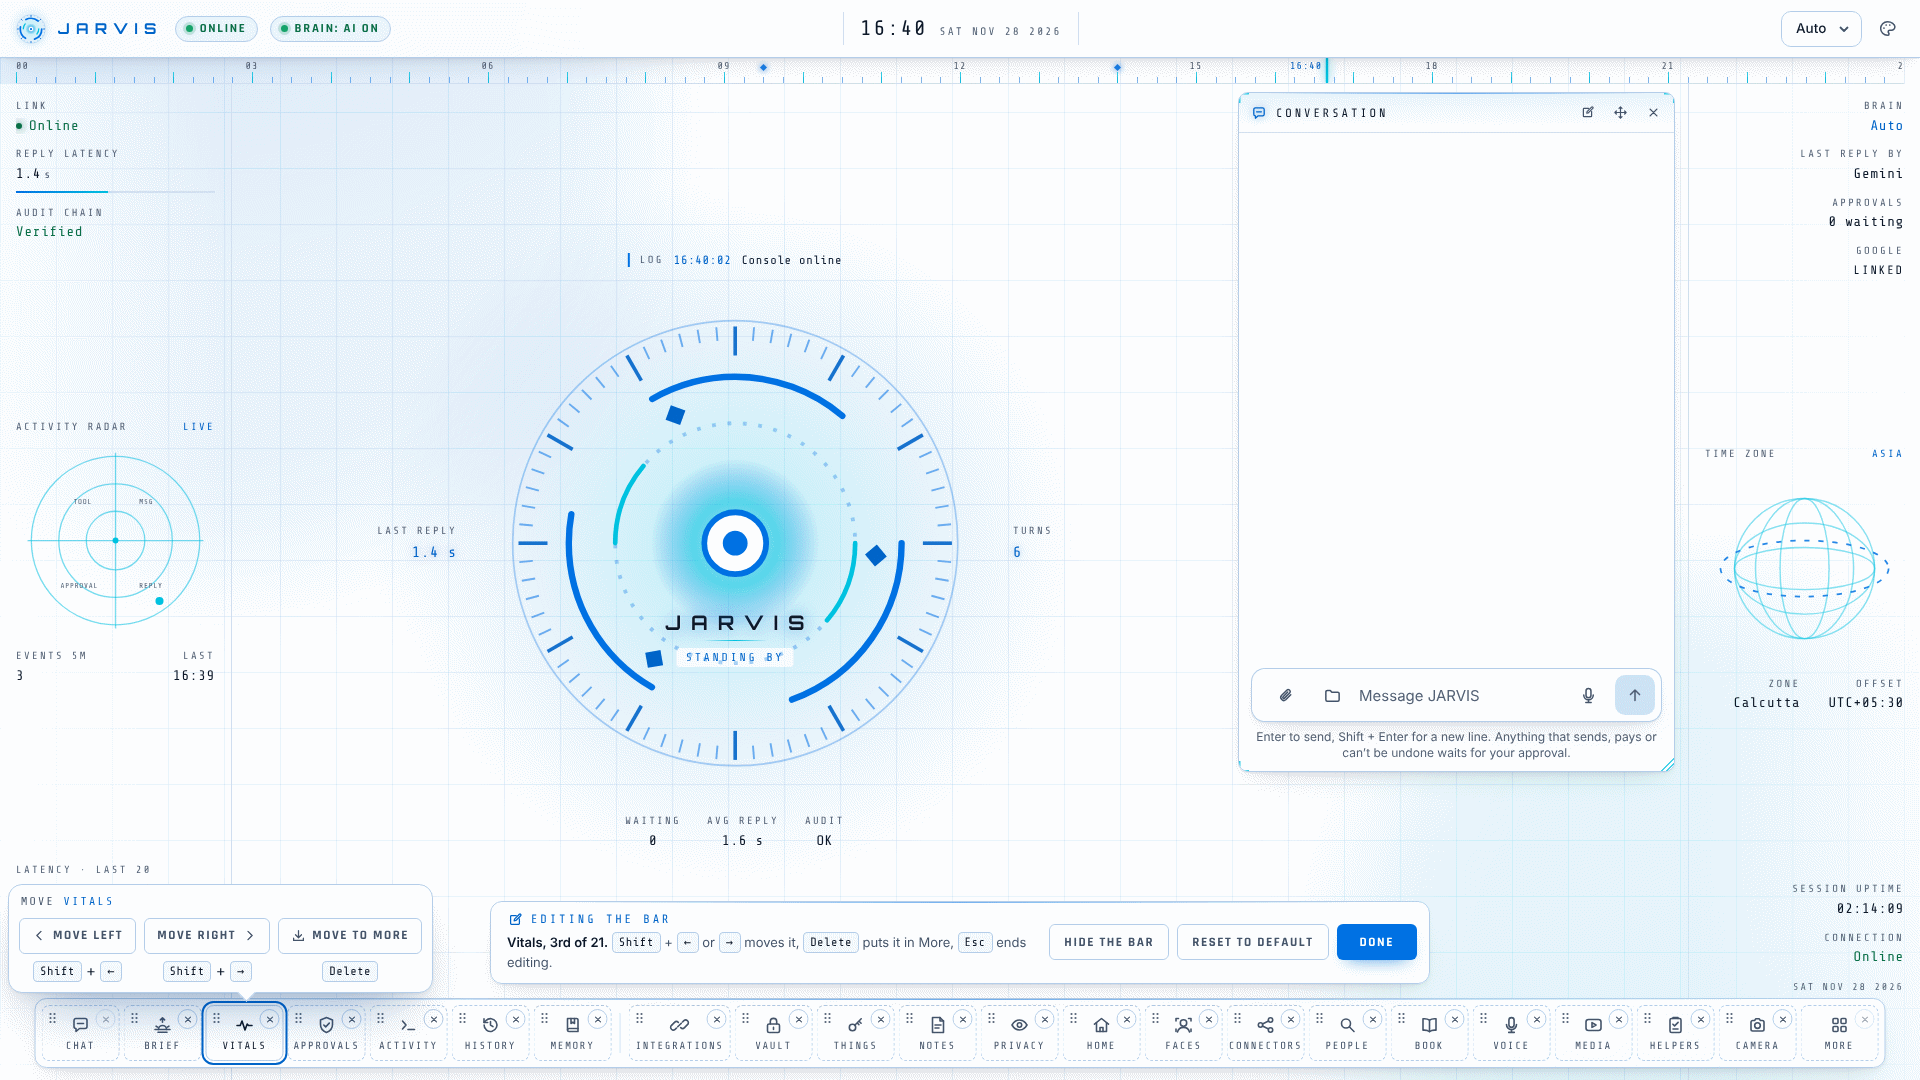 JARVIS
ONLINE
BRAIN: AI ON
16:40 SAT NOV 28 2026
Auto
00 03 06 09 12 15 16:40 18 21 2
LINK
Online
REPLY LATENCY
1.4 s
AUDIT CHAIN
Verified
LOG 16:40:02 Console online
CONVERSATION
BRAIN
Auto
LAST REPLY BY
Gemini
APPROVALS
0 waiting
GOOGLE
LINKED
ACTIVITY RADAR LIVE
TOOL MSG
APPROVAL REPLY
EVENTS 5M LAST
3 16:39
LAST REPLY
1.4 s
TURNS
6
JARVIS
STANDING BY
TIME ZONE ASIA
ZONE OFFSET
Calcutta UTC+05:30
Message JARVIS
Enter to send, Shift + Enter for a new line. Anything that sends, pays or
can't be undone waits for your approval.
WAITING AVG REPLY AUDIT
0 1.6 s OK
LATENCY · LAST 20
MOVE VITALS
MOVE LEFT MOVE RIGHT MOVE TO MORE
Shift + ← Shift + → Delete
EDITING THE BAR
Vitals, 3rd of 21. Shift + ← or → moves it, Delete puts it in More, Esc ends
editing.
HIDE THE BAR RESET TO DEFAULT DONE
SESSION UPTIME
02:14:09
CONNECTION
Online
SAT NOV 28 2026
CHAT BRIEF VITALS APPROVALS ACTIVITY HISTORY MEMORY INTEGRATIONS VAULT THINGS NOTES PRIVACY HOME FACES CONNECTORS PEOPLE BOOK VOICE MEDIA HELPERS CAMERA MORE